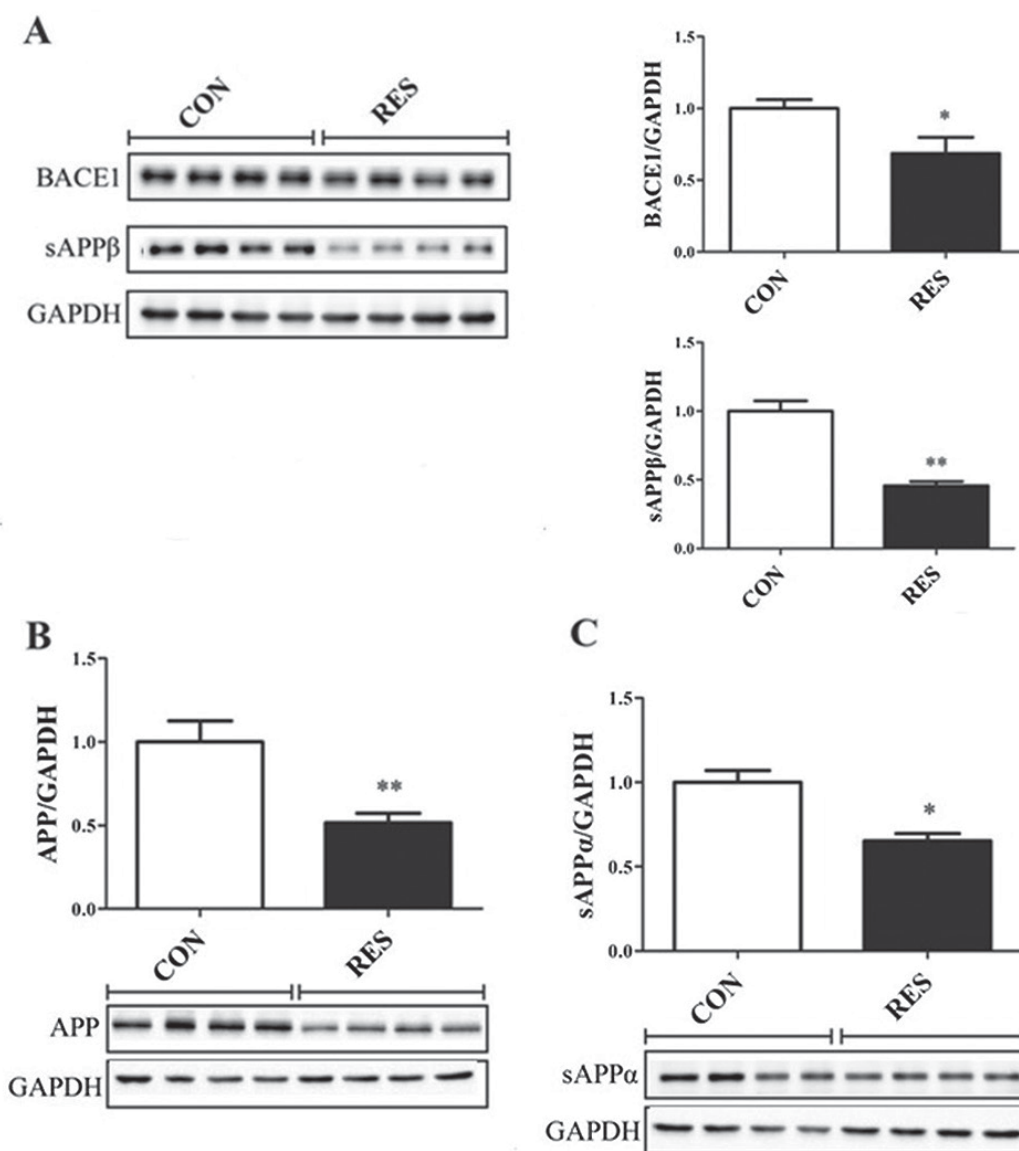 A
CON
RES
BACE1
sAPPβ
GAPDH
1.5
1.0
0.5
0.0
BACE1/GAPDH
*
CON
RES
1.5
1.0
0.5
0.0
sAPPβ/GAPDH
**
CON
RES
B
1.5
1.0
0.5
0.0
APP/GAPDH
**
CON
RES
APP
GAPDH
C
1.5
1.0
0.5
0.0
sAPPα/GAPDH
*
CON
RES
sAPPα
GAPDH